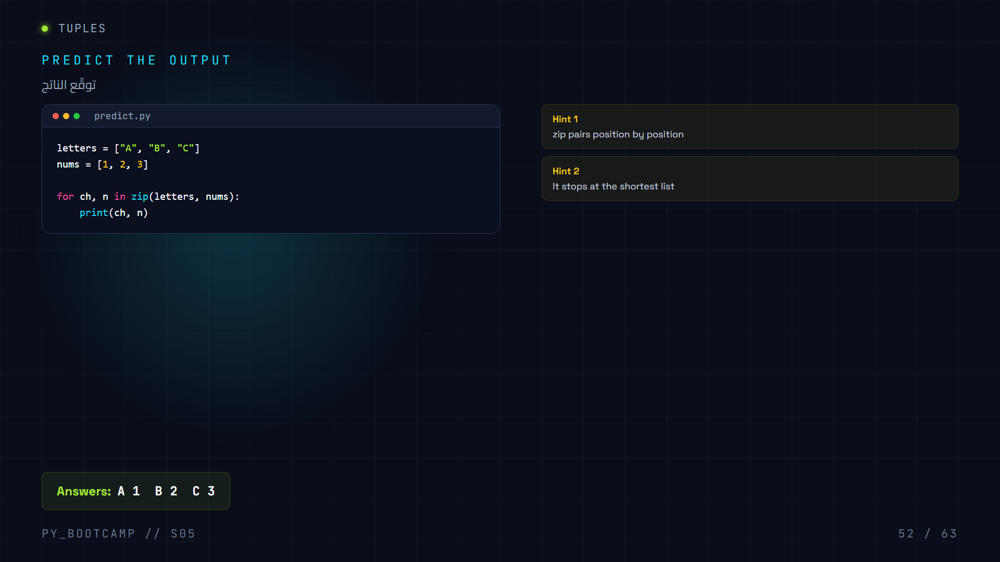 TUPLES
PREDICT THE OUTPUT
توقّع الناتج
predict.py
letters = ["A", "B", "C"]
nums = [1, 2, 3]
for ch, n in zip(letters, nums):
    print(ch, n)
Hint 1
zip pairs position by position
Hint 2
It stops at the shortest list
Answers: A 1  B 2  C 3
PY_BOOTCAMP // S05
52 / 63